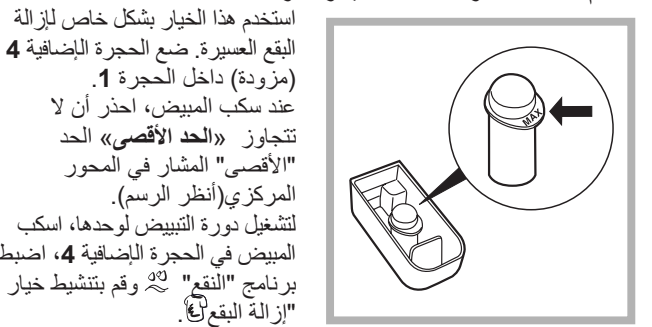 استخدم هذا الخيار بشكل خاص لإزالة
البقع العسيرة. ضع الحجرة الإضافية 4
(مزودة) داخل الحجرة 1.
عند سكب المبيض، احذر أن لا
تتجاوز «الحد الأقصى» الحد
"الأقصى" المشار في المحور
المركزي(أنظر الرسم).
لتشغيل دورة التبييض لوحدها، اسكب
المبيض في الحجرة الإضافية 4، اضبط
برنامج "النقع" وقم بتنشيط خيار
"إزالة البقع".
MAX